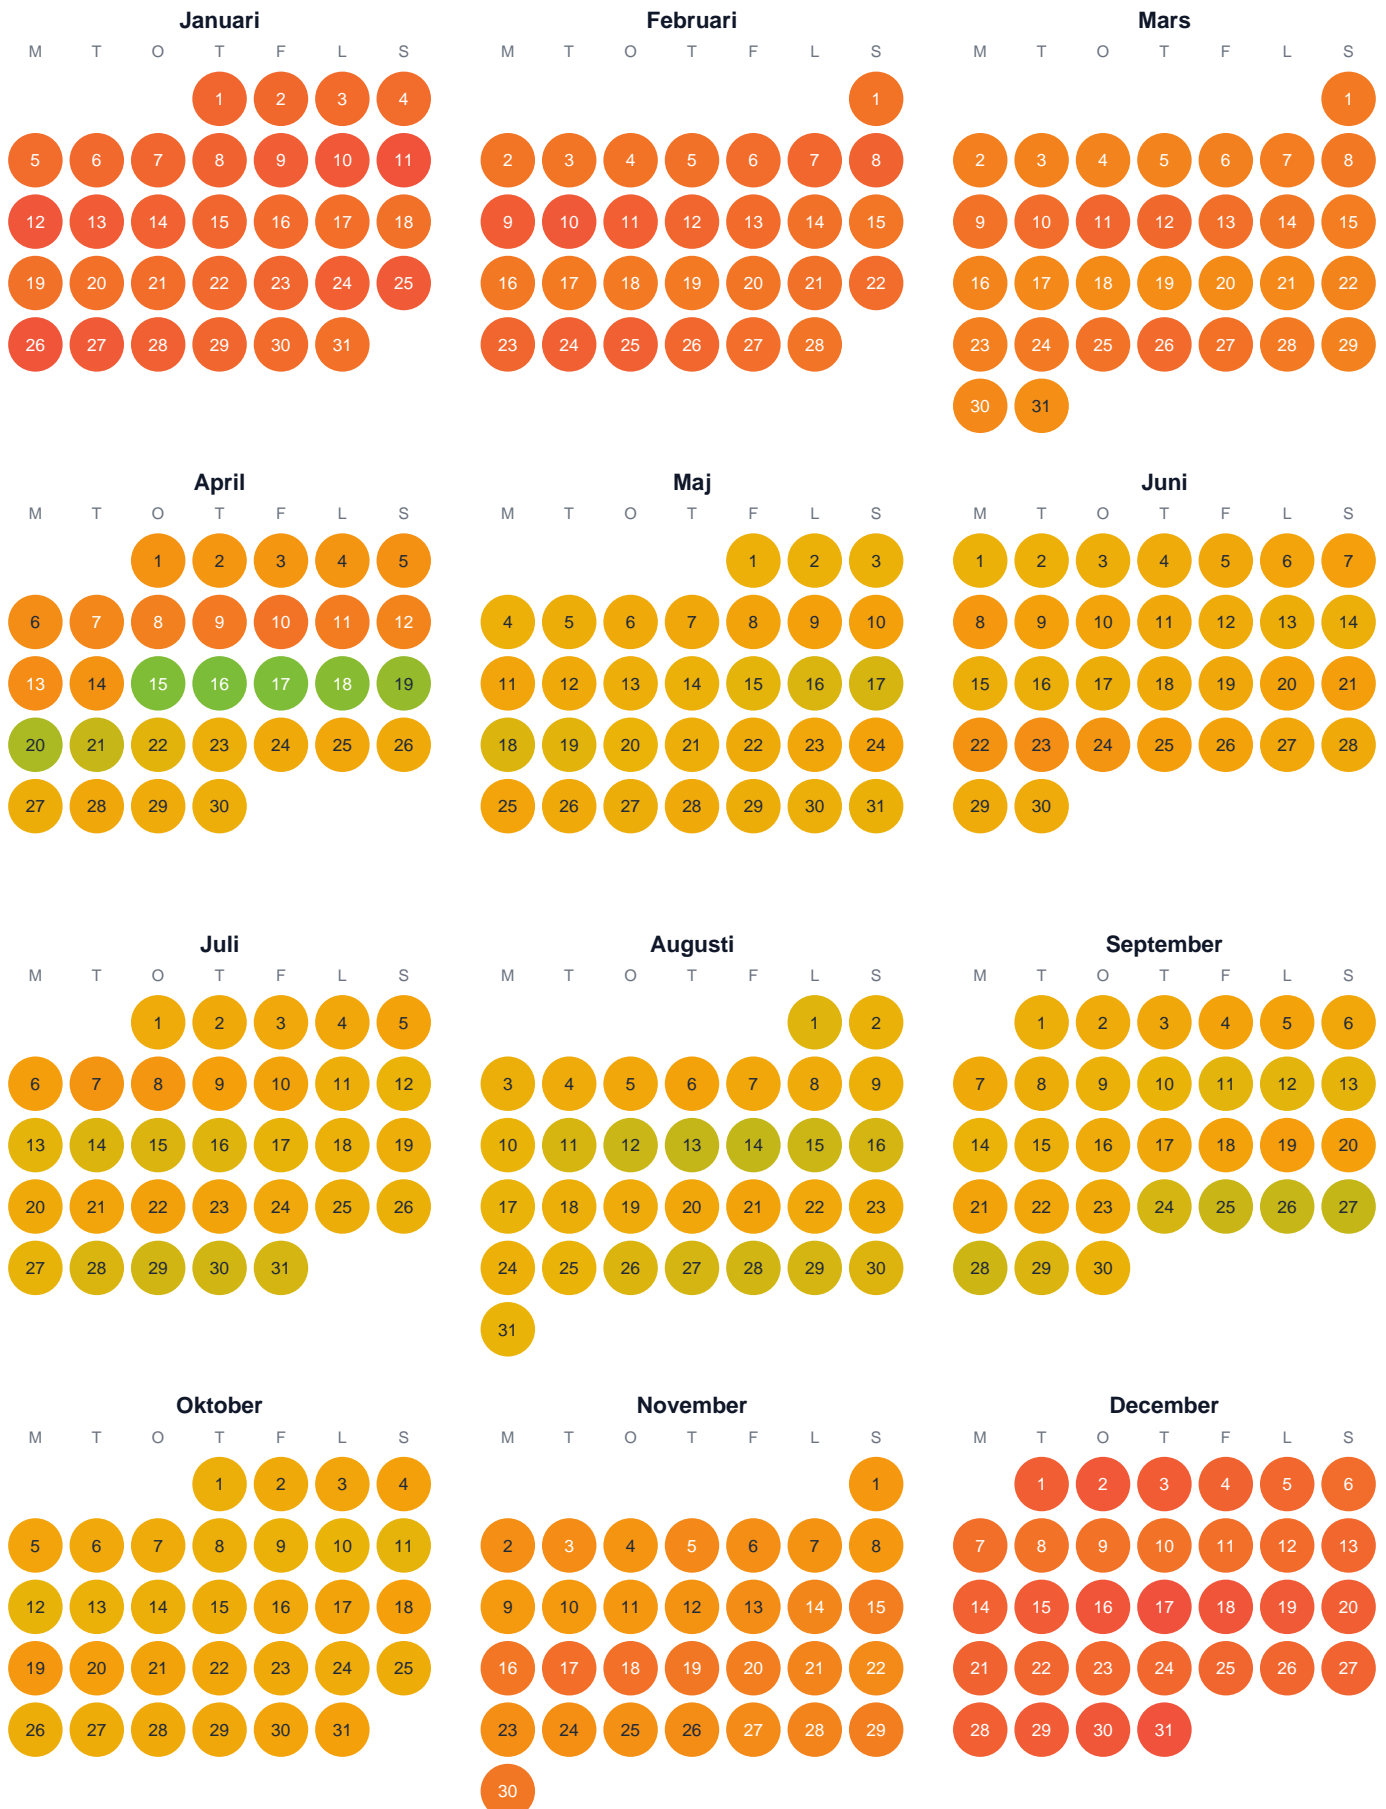 Januari Februari Mars
M T O T F L S M T O T F L S M T O T F L S
1 2 3 4 1 1
5 6 7 8 9 10 11 2 3 4 5 6 7 8 2 3 4 5 6 7 8
12 13 14 15 16 17 18 9 10 11 12 13 14 15 9 10 11 12 13 14 15
19 20 21 22 23 24 25 16 17 18 19 20 21 22 16 17 18 19 20 21 22
26 27 28 29 30 31 23 24 25 26 27 28 23 24 25 26 27 28 29
30 31
April Maj Juni
M T O T F L S M T O T F L S M T O T F L S
1 2 3 4 5 1 2 3 1 2 3 4 5 6 7
6 7 8 9 10 11 12 4 5 6 7 8 9 10 8 9 10 11 12 13 14
13 14 15 16 17 18 19 11 12 13 14 15 16 17 15 16 17 18 19 20 21
20 21 22 23 24 25 26 18 19 20 21 22 23 24 22 23 24 25 26 27 28
27 28 29 30 25 26 27 28 29 30 31 29 30
Juli Augusti September
M T O T F L S M T O T F L S M T O T F L S
1 2 3 4 5 1 2 1 2 3 4 5 6
6 7 8 9 10 11 12 3 4 5 6 7 8 9 7 8 9 10 11 12 13
13 14 15 16 17 18 19 10 11 12 13 14 15 16 14 15 16 17 18 19 20
20 21 22 23 24 25 26 17 18 19 20 21 22 23 21 22 23 24 25 26 27
27 28 29 30 31 24 25 26 27 28 29 30 28 29 30
31
Oktober November December
M T O T F L S M T O T F L S M T O T F L S
1 2 3 4 1 1 2 3 4 5 6
5 6 7 8 9 10 11 2 3 4 5 6 7 8 7 8 9 10 11 12 13
12 13 14 15 16 17 18 9 10 11 12 13 14 15 14 15 16 17 18 19 20
19 20 21 22 23 24 25 16 17 18 19 20 21 22 21 22 23 24 25 26 27
26 27 28 29 30 31 23 24 25 26 27 28 29 28 29 30 31
30